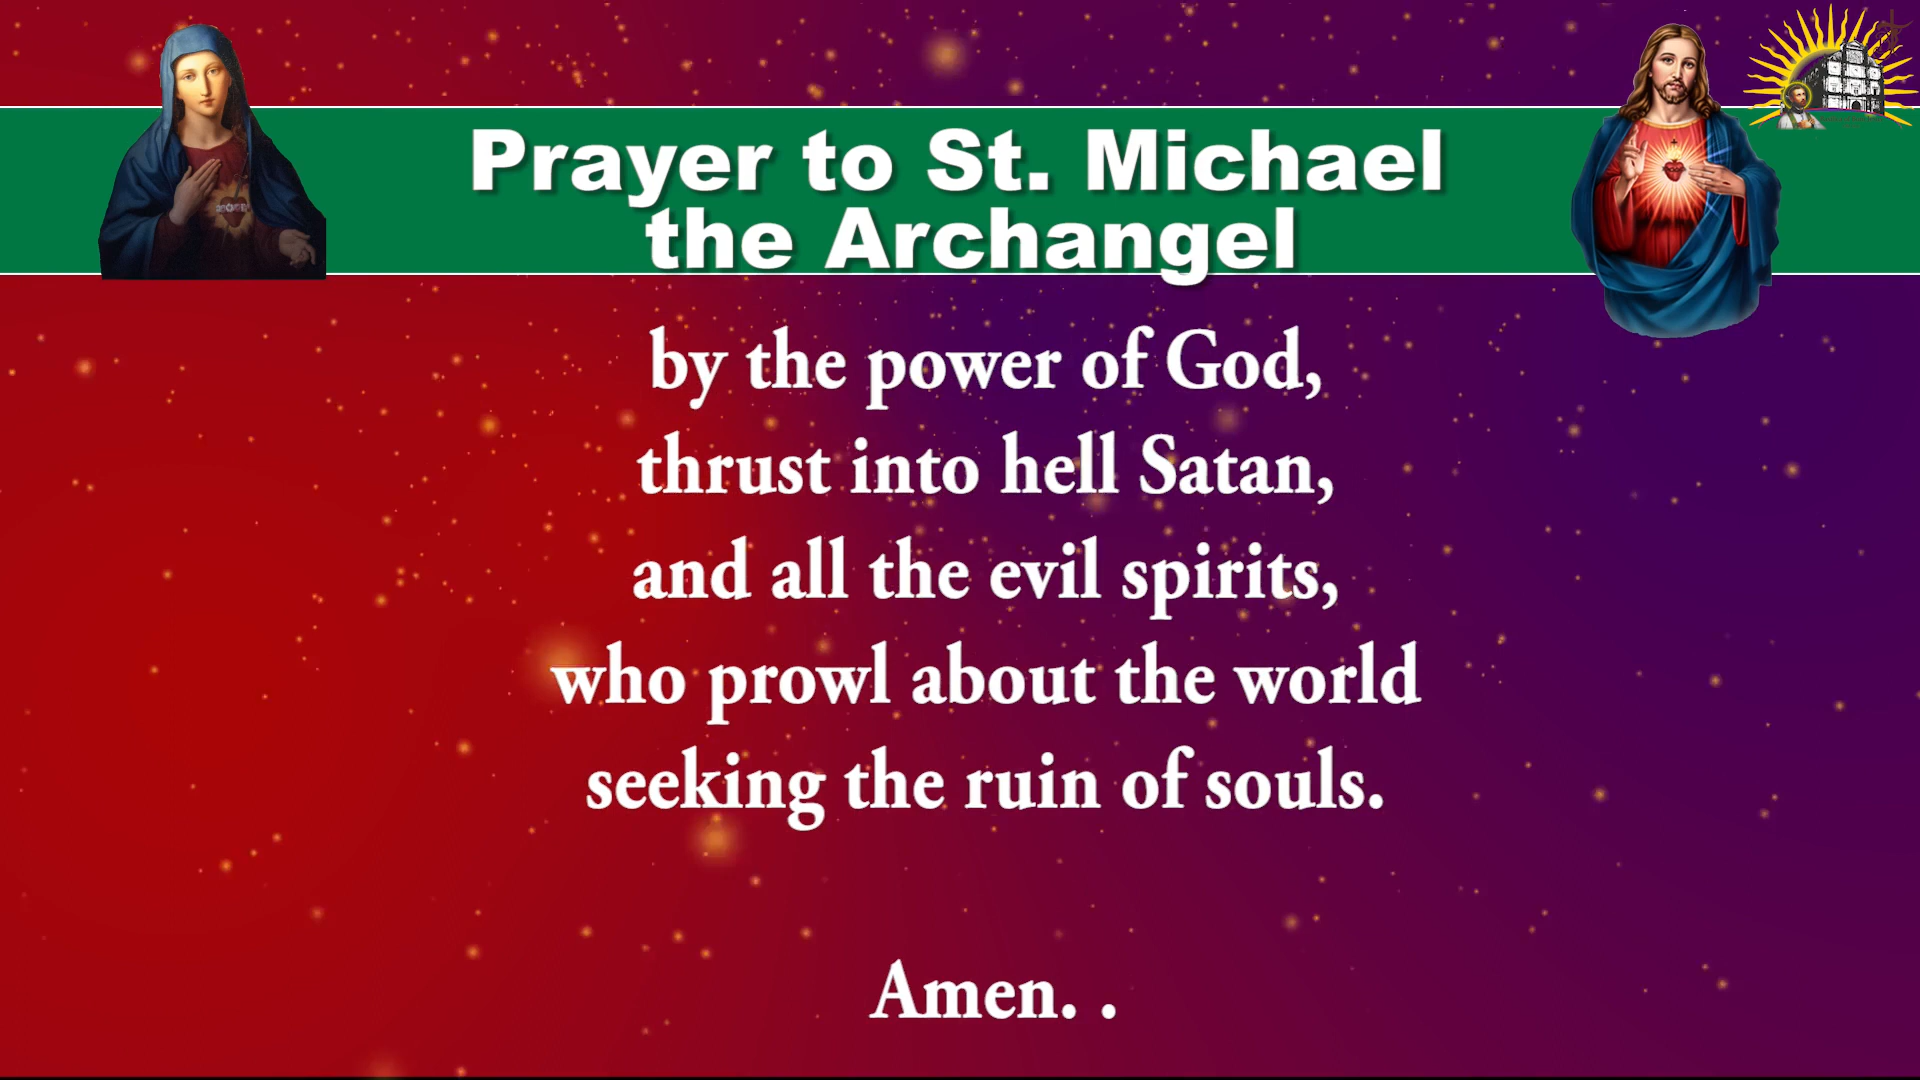 Prayer to St. Michael
the Archangel
by the power of God,
thrust into hell Satan,
and all the evil spirits,
who prowl about the world
seeking the ruin of souls.
Amen. .